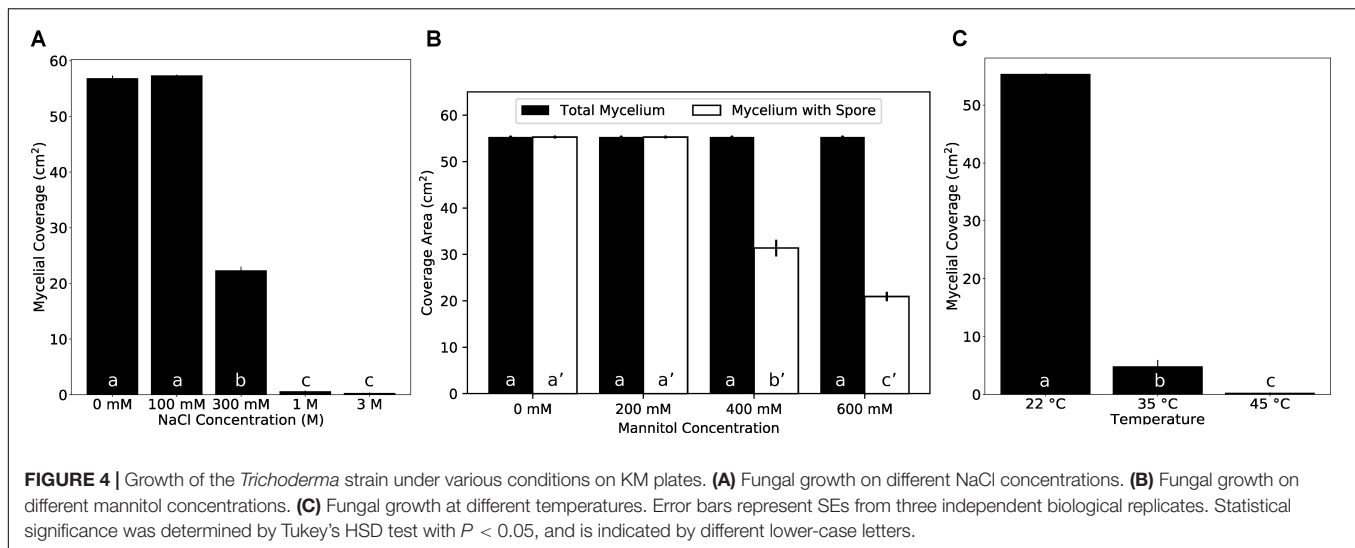 A
60
50
40
30
20
10
0
Mycelial Coverage (cm²)
a
a
b
c
c
0 mM 100 mM 300 mM 1 M 3 M
NaCl Concentration (M)
B
Total Mycelium Mycelium with Spore
60
50
40
30
20
10
0
Coverage Area (cm²)
a a’ a a’ a b’ a c’
0 mM 200 mM 400 mM 600 mM
Mannitol Concentration
C
50
40
30
20
10
0
Mycelial Coverage (cm²)
a b c
22 °C 35 °C 45 °C
Temperature
FIGURE 4 | Growth of the Trichoderma strain under various conditions on KM plates. (A) Fungal growth on different NaCl concentrations. (B) Fungal growth on
different mannitol concentrations. (C) Fungal growth at different temperatures. Error bars represent SEs from three independent biological replicates. Statistical
significance was determined by Tukey’s HSD test with P < 0.05, and is indicated by different lower-case letters.